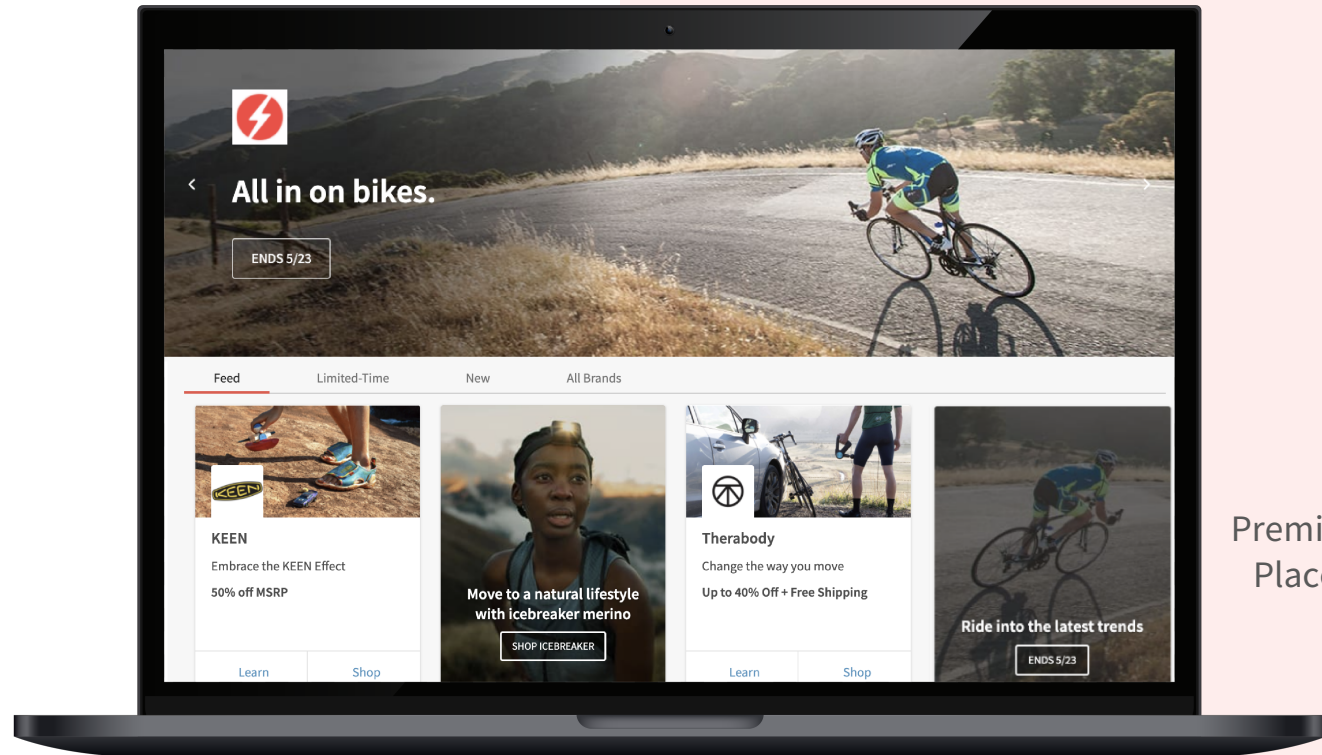 All in on bikes.
ENDS 5/23
Feed
Limited-Time
New
All Brands
KEEN
KEEN
Embrace the KEEN Effect
50% off MSRP
Learn
Shop
Move to a natural lifestyle
with icebreaker merino
SHOP ICEBREAKER
Therabody
Change the way you move
Up to 40% Off + Free Shipping
Learn
Shop
Ride into the latest trends
ENDS 5/23